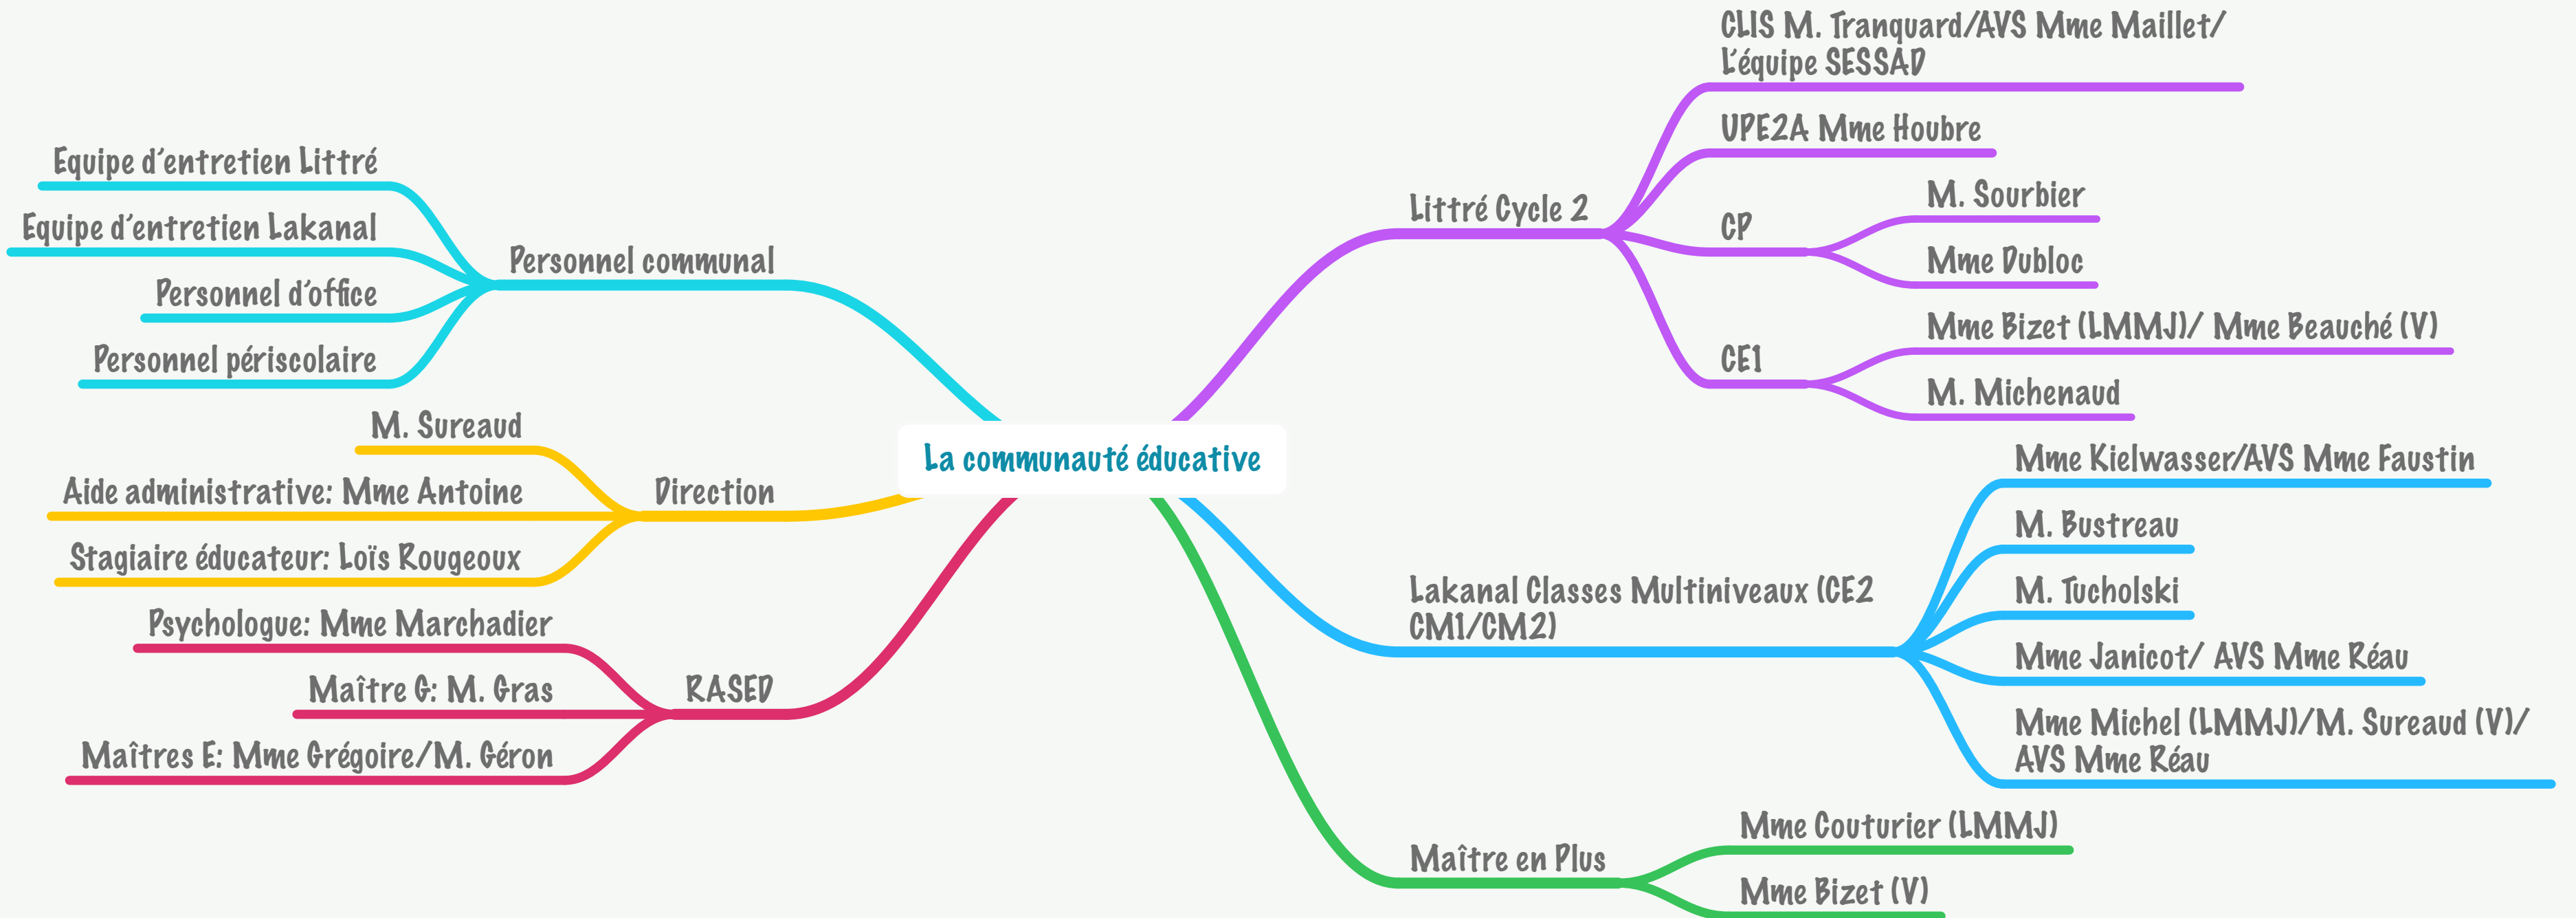 La communauté éducative
Personnel communal
Equipe d'entretien Littré
Equipe d'entretien Lakanal
Personnel d'office
Personnel périscolaire
Direction
M. Sureaud
Aide administrative: Mme Antoine
Stagiaire éducateur: Loïs Rougeoux
RASED
Psychologue: Mme Marchadier
Maître G: M. Gras
Maîtres E: Mme Grégoire/M. Géron
Littré Cycle 2
CLIS M. Tranquard/AVS Mme Maillet/
L'équipe SESSAD
UPE2A Mme Houbre
CP
M. Sourbier
Mme Dubloc
CE1
Mme Bizet (LMMJ)/ Mme Beauché (V)
M. Michenaud
Lakanal Classes Multiniveaux (CE2
CM1/CM2)
Mme Kielwasser/AVS Mme Faustin
M. Bustreau
M. Tucholski
Mme Janicot/ AVS Mme Réau
Mme Michel (LMMJ)/M. Sureaud (V)/
AVS Mme Réau
Maître en Plus
Mme Couturier (LMMJ)
Mme Bizet (V)